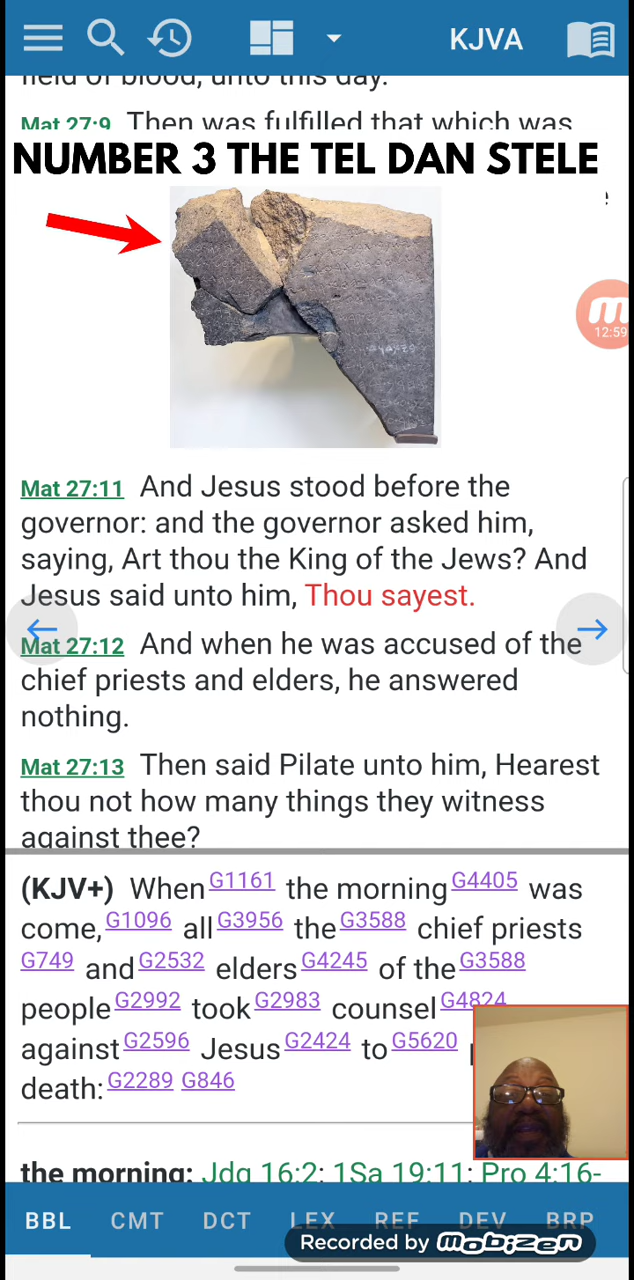 KJVA
field of blood, unto this day.
Mat 27:9 Then was fulfilled that which was
NUMBER 3 THE TEL DAN STELE
12:59
Mat 27:11 And Jesus stood before the
governor: and the governor asked him,
saying, Art thou the King of the Jews? And
Jesus said unto him, Thou sayest.
Mat 27:12 And when he was accused of the
chief priests and elders, he answered
nothing.
Mat 27:13 Then said Pilate unto him, Hearest
thou not how many things they witness
against thee?
(KJV+) When G1161 the morning G4405 was
come, G1096 all G3956 the G3588 chief priests
G749 and G2532 elders G4245 of the G3588
people G2992 took G2983 counsel G4824
against G2596 Jesus G2424 to G5620
death: G2289 G846
the morning: Jdg 16:2; 1Sa 19:11; Pro 4:16-
BBL CMT DCT LEX REF DEV BRP
Recorded by mobizen